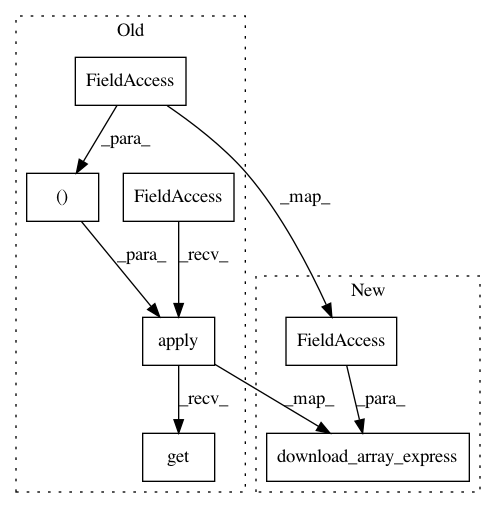 Old
FieldAccess
_para_
()
FieldAccess
_map_
_para_
_recv_
New
apply
FieldAccess
_recv_
_map_
_para_
get
download_array_express